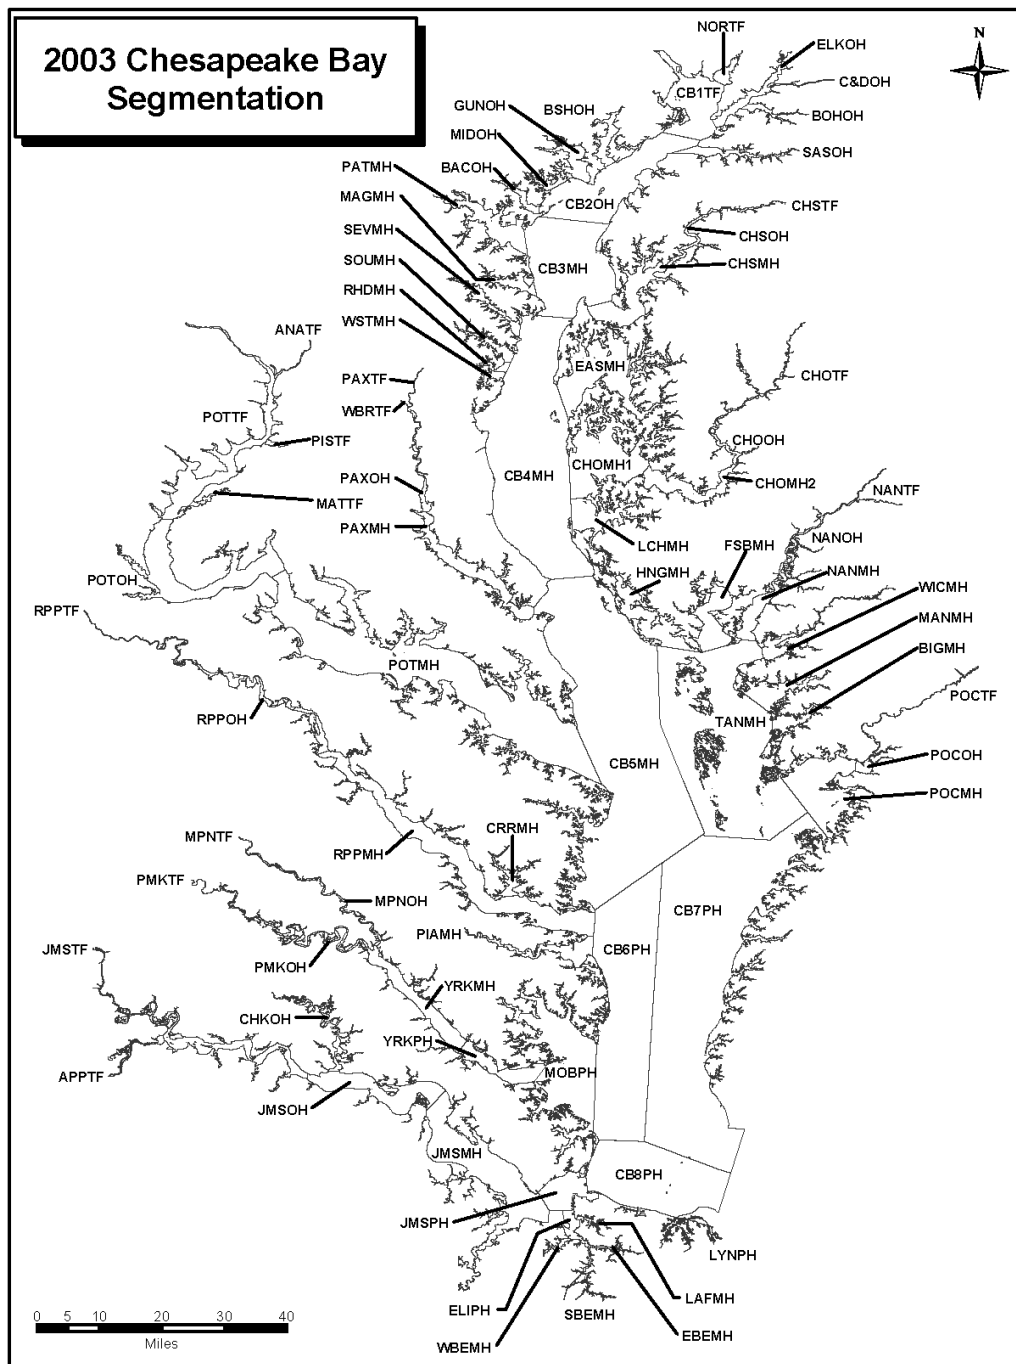 2003 Chesapeake Bay
Segmentation
N
NORTF
ELKOH
C&DOH
CB1TF
BOHOH
GUNOH
BSHOH
MIDOH
SASOH
BACOH
PATMH
MAGMH
CB2OH
CHSTF
SEVMH
CHSOH
SOUMH
CB3MH
CHSMH
RHDMH
WSTMH
ANATF
EASMH
PAXTF
CHOTF
WBRTF
POTTF
PISTF
CHOOH
CHOMH1
PAXOH
CB4MH
CHOMH2
MATTF
NANTF
PAXMH
LCHMH
FSBMH
NANOH
POTOH
HNGMH
NANMH
WICMH
RPPTF
MANMH
BIGMH
POTMH
POCTF
RPPOH
TANMH
POCOH
CB5MH
POCMH
CRRMH
MPNTF
RPPMH
PMKTF
MPNOH
CB7PH
PIAMH
JMSTF
CB6PH
PMKOH
YRKMH
CHKOH
YRKPH
MOBPH
APPTF
JMSOH
JMSMH
CB8PH
JMSPH
LYNPH
LAFMH
ELIPH
SBEMH
EBEMH
WBEMH
0 5 10 20 30 40
Miles